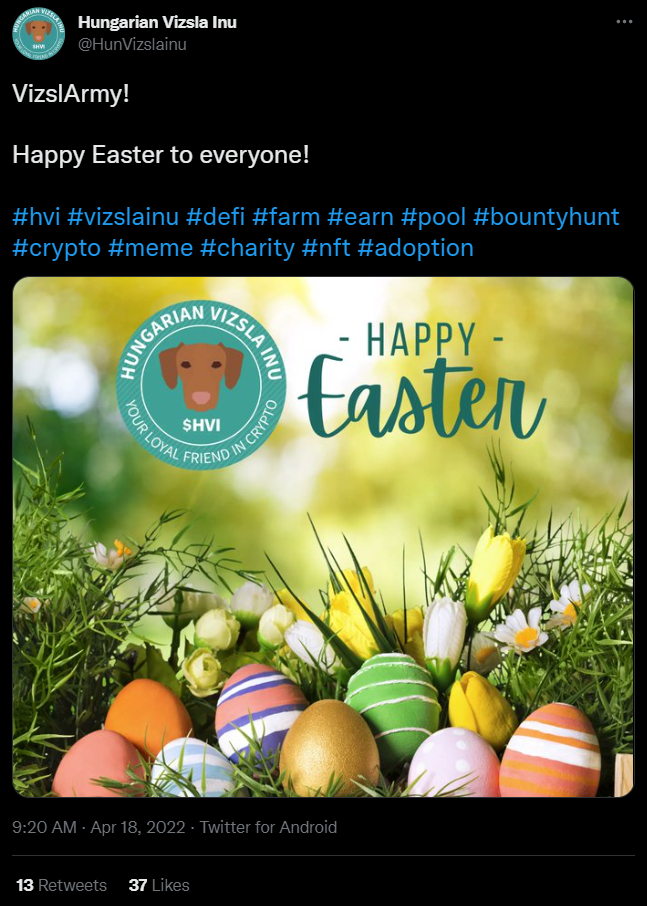 Hungarian Vizsla Inu
@HunVizslainu
VizslArmy!
Happy Easter to everyone!
#hvi #vizslainu #defi #farm #earn #pool #bountyhunt
#crypto #meme #charity #nft #adoption
HUNGARIAN VIZSLA INU
$HVI
YOUR LOYAL FRIEND IN CRYPTO
- HAPPY -
Easter
9:20 AM · Apr 18, 2022 · Twitter for Android
13 Retweets 37 Likes